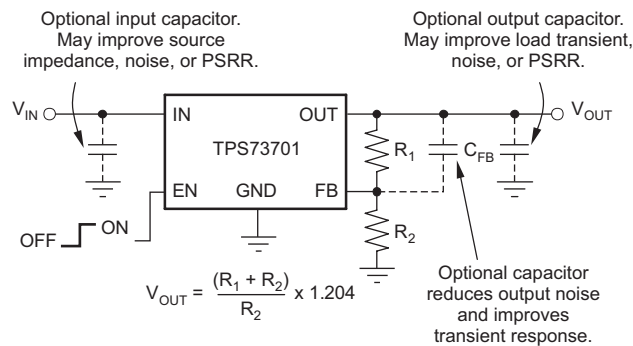 Optional input capacitor.
May improve source
impedance, noise, or PSRR.
Optional output capacitor.
May improve load transient,
noise, or PSRR.
V_IN
IN
OUT
V_OUT
TPS73701
R_1
C_FB
EN
GND
FB
OFF
ON
R_2
V_OUT = (R_1 + R_2) / R_2 x 1.204
Optional capacitor
reduces output noise
and improves
transient response.